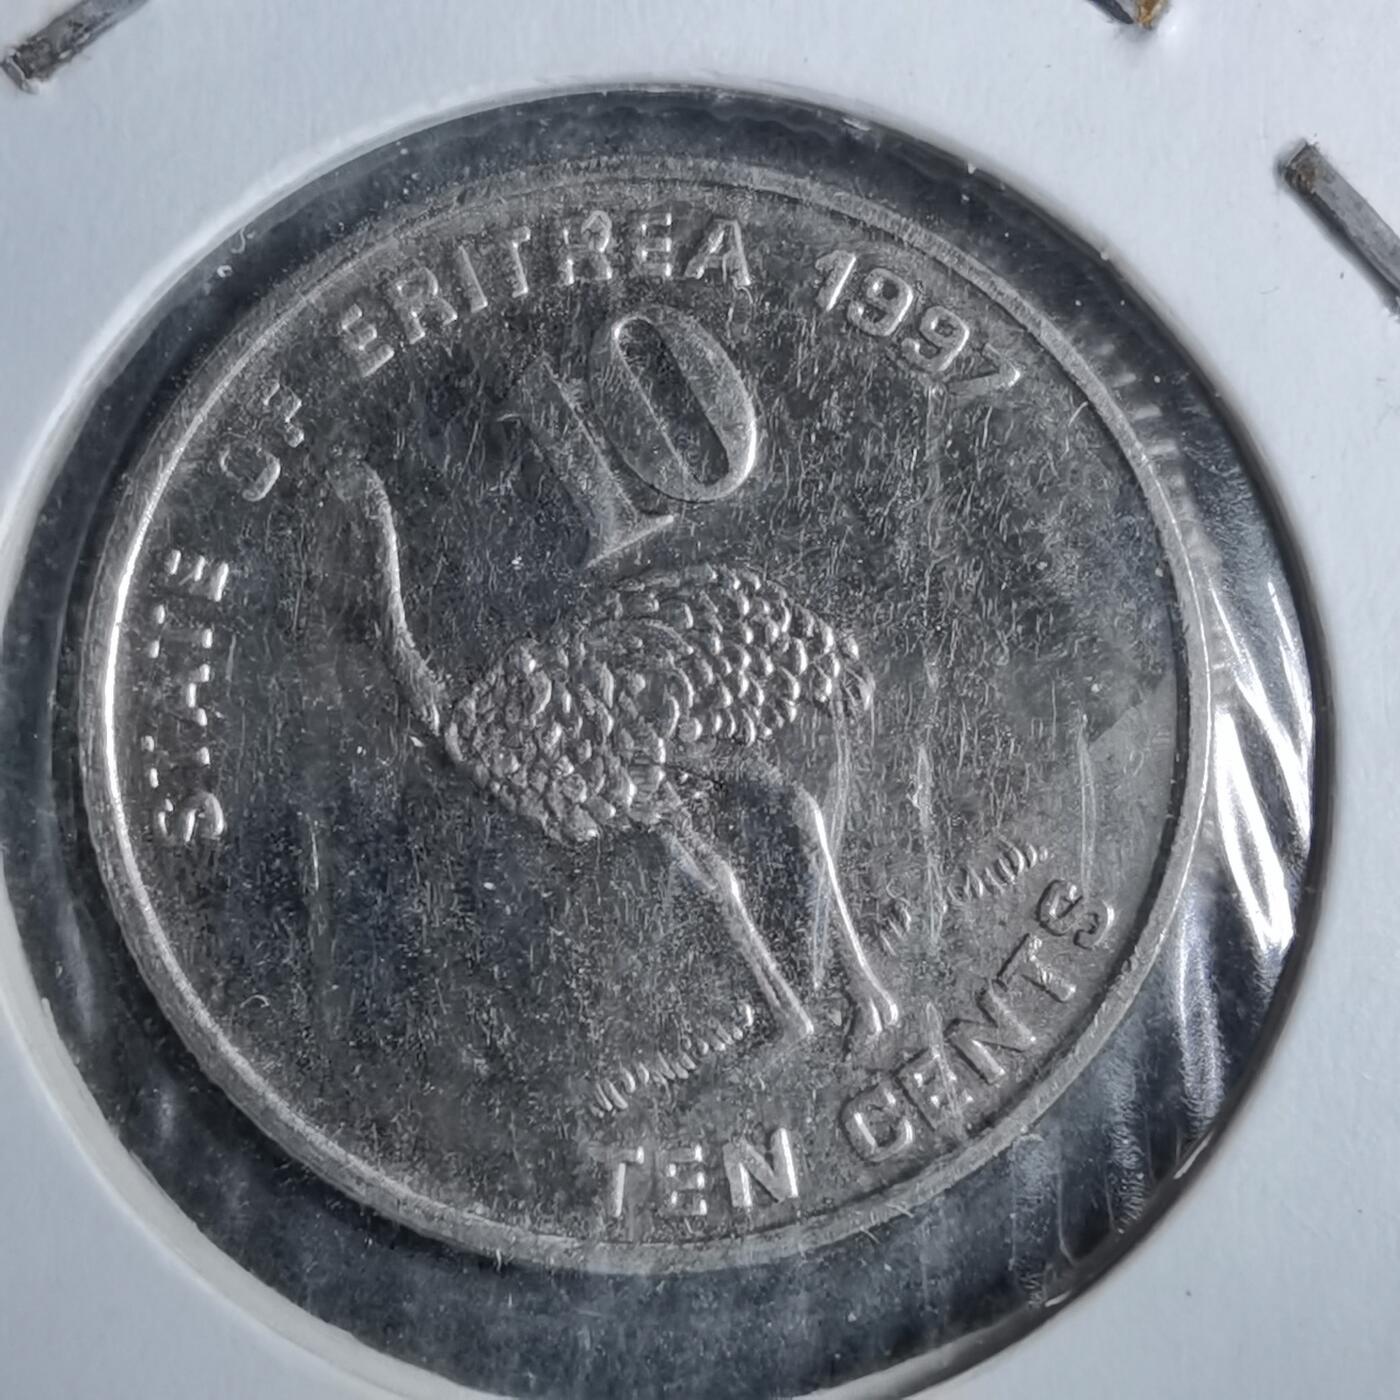 STATE OF ERITREA 1997
10
TEN CENTS